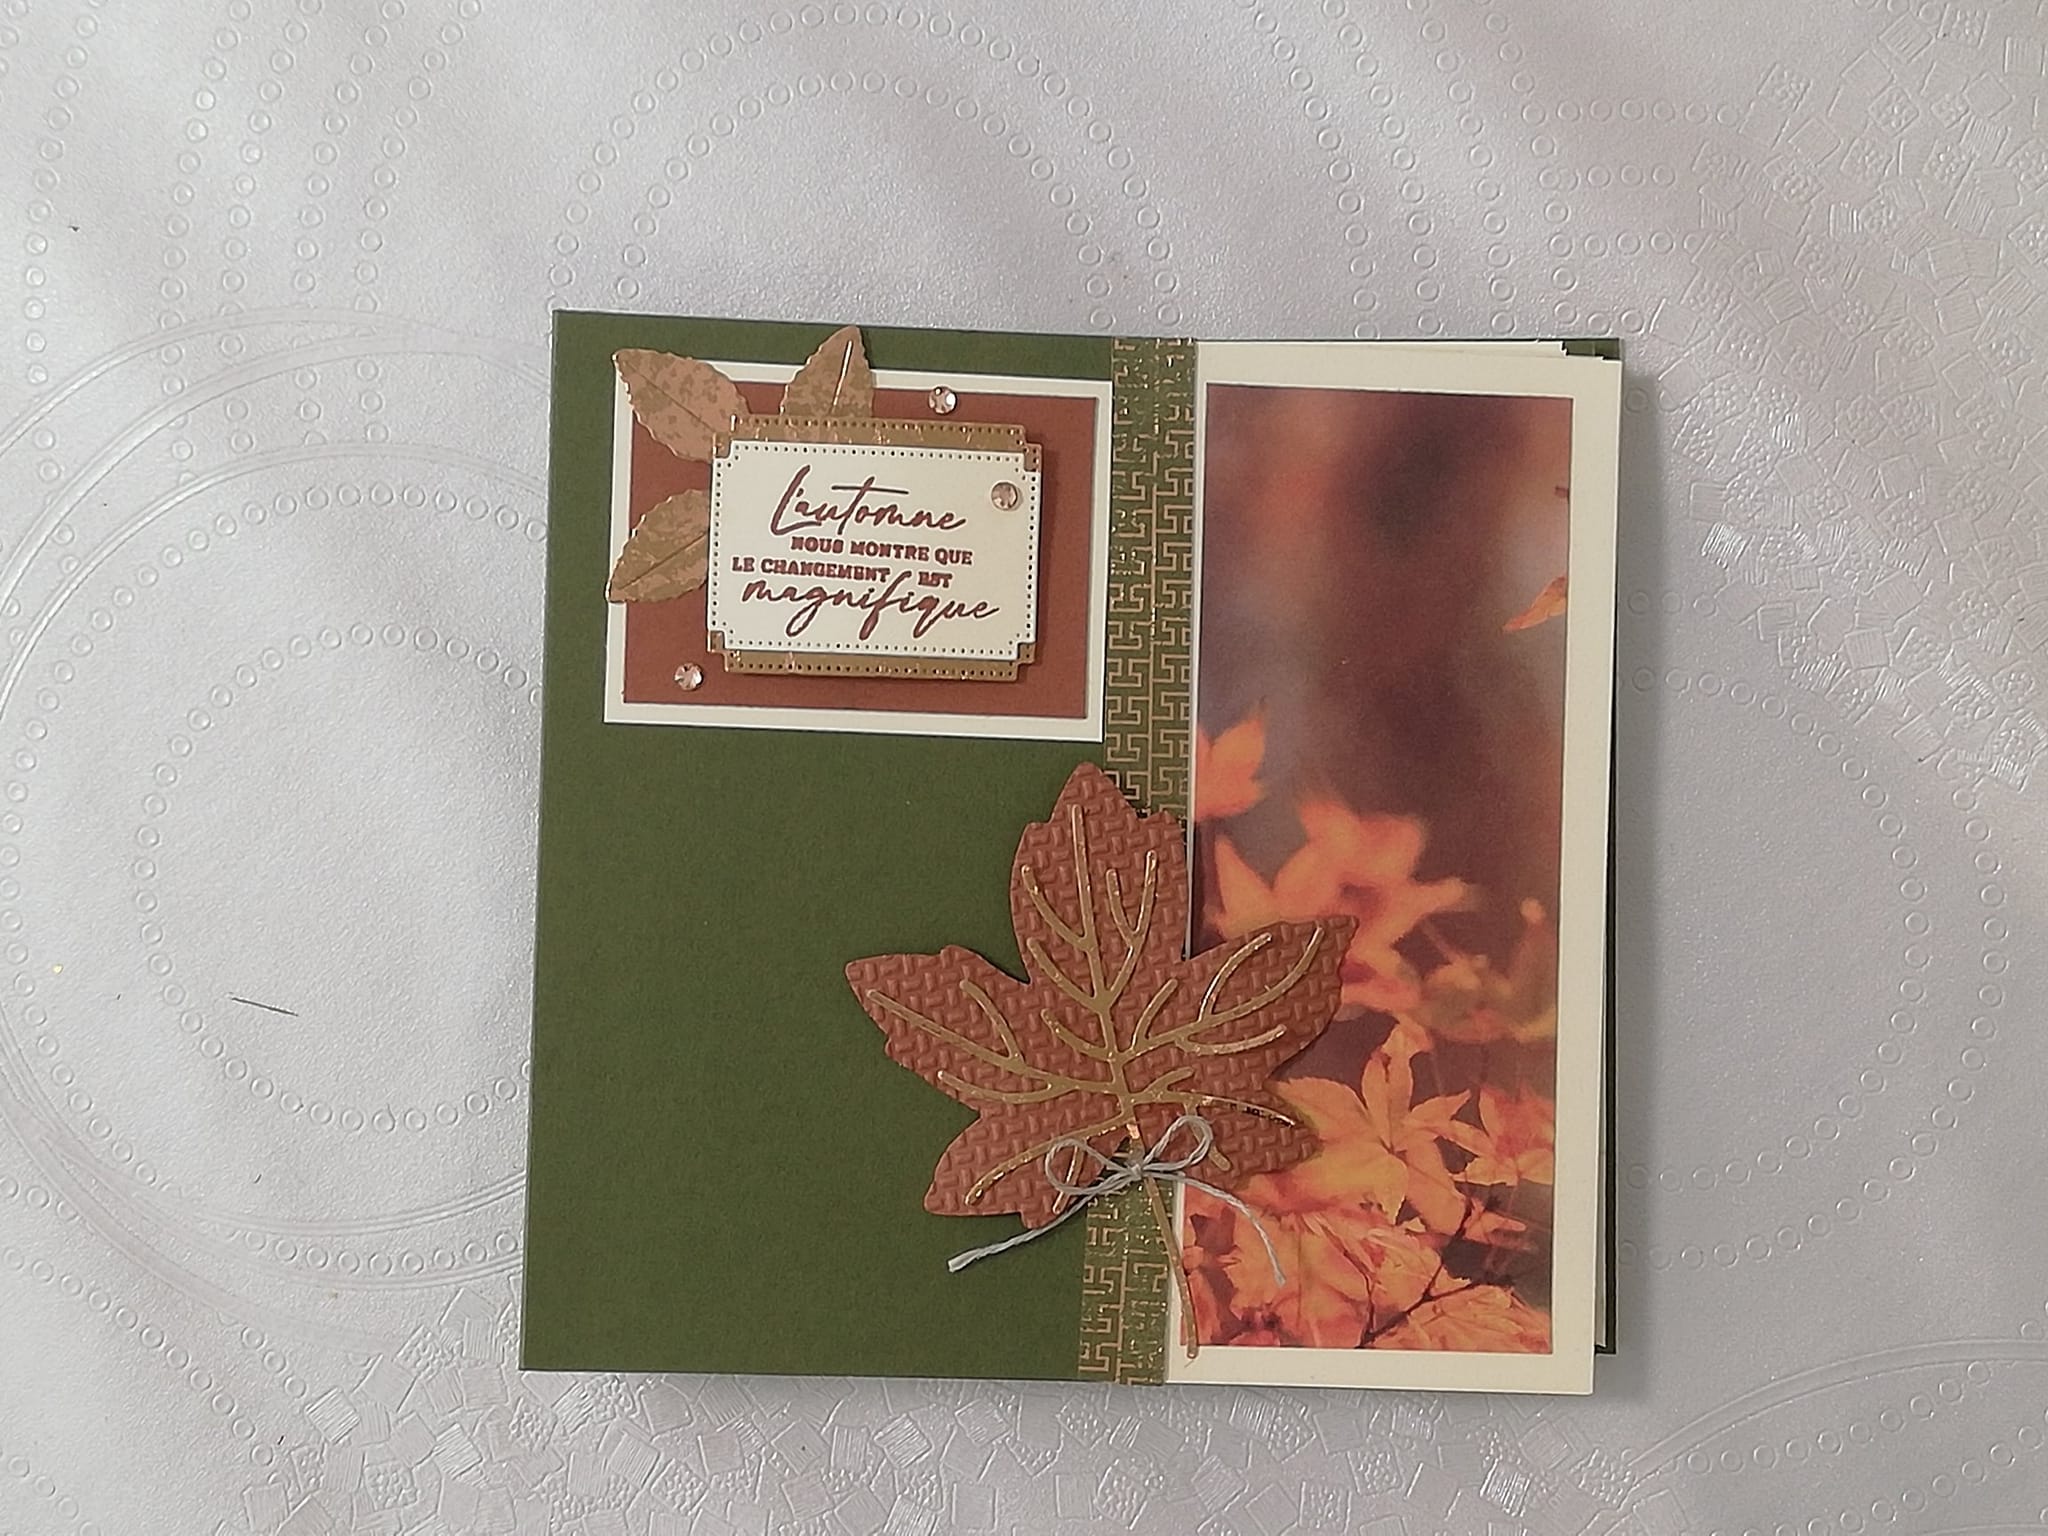 L'automne
NOUS MONTRE QUE
LE CHANGEMENT EST
magnifique